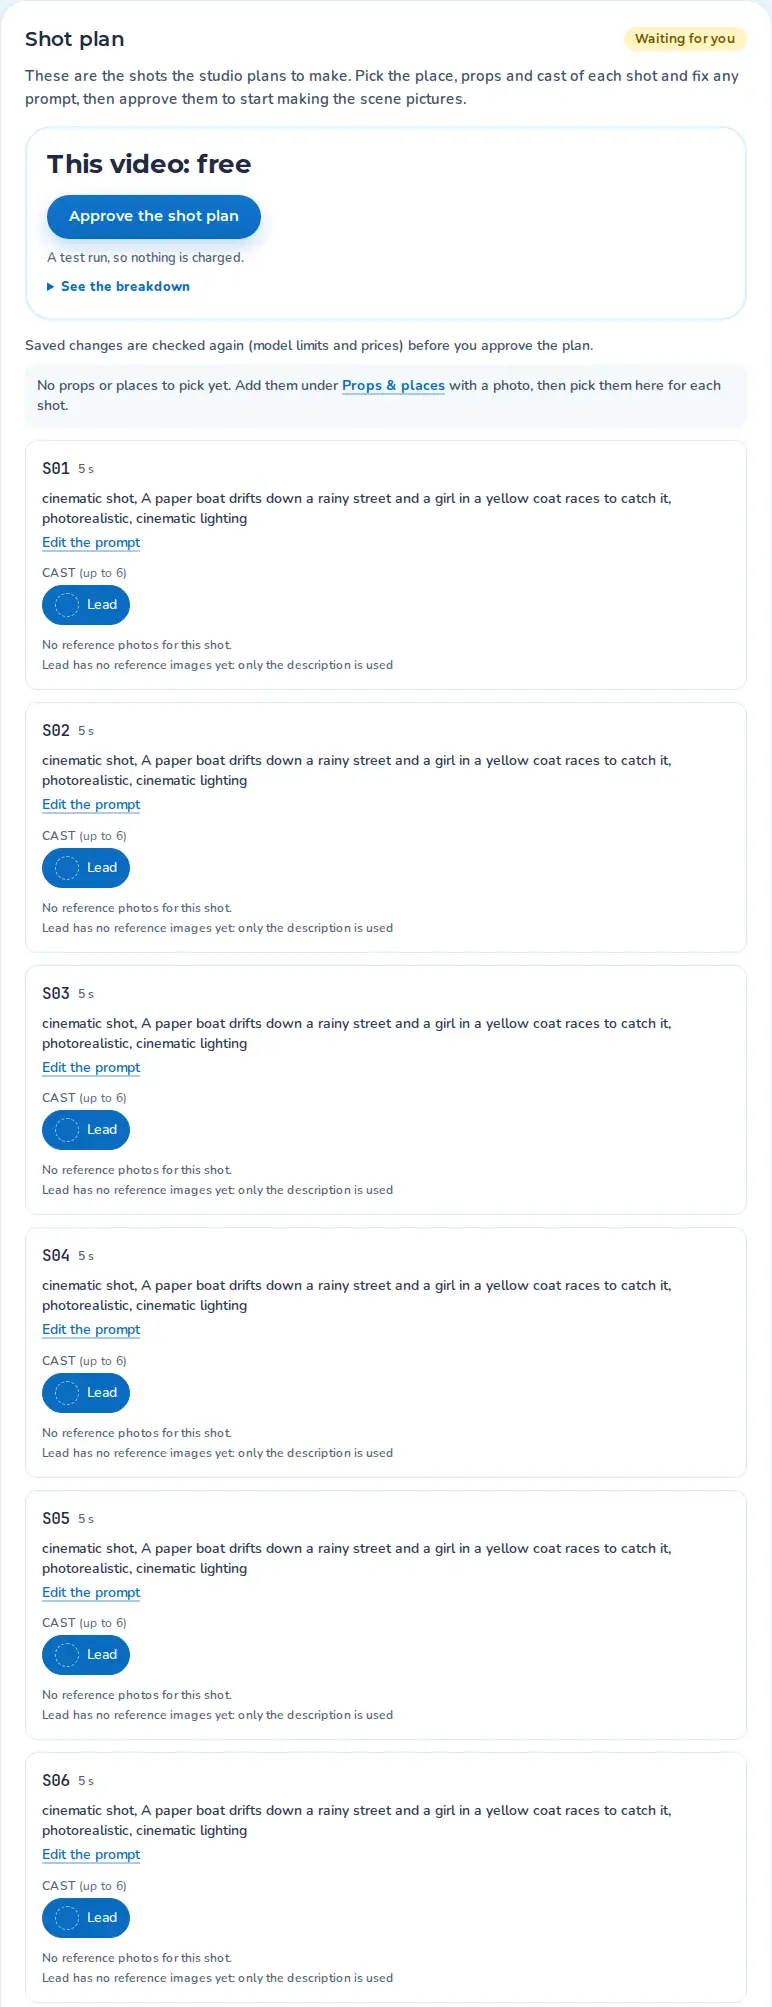 Shot plan
Waiting for you
These are the shots the studio plans to make. Pick the place, props and cast of each shot and fix any
prompt, then approve them to start making the scene pictures.
This video: free
Approve the shot plan
A test run, so nothing is charged.
See the breakdown
Saved changes are checked again (model limits and prices) before you approve the plan.
No props or places to pick yet. Add them under Props & places with a photo, then pick them here for each
shot.
S01 5 s
cinematic shot, A paper boat drifts down a rainy street and a girl in a yellow coat races to catch it,
photorealistic, cinematic lighting
Edit the prompt
CAST (up to 6)
Lead
No reference photos for this shot.
Lead has no reference images yet: only the description is used
S02 5 s
cinematic shot, A paper boat drifts down a rainy street and a girl in a yellow coat races to catch it,
photorealistic, cinematic lighting
Edit the prompt
CAST (up to 6)
Lead
No reference photos for this shot.
Lead has no reference images yet: only the description is used
S03 5 s
cinematic shot, A paper boat drifts down a rainy street and a girl in a yellow coat races to catch it,
photorealistic, cinematic lighting
Edit the prompt
CAST (up to 6)
Lead
No reference photos for this shot.
Lead has no reference images yet: only the description is used
S04 5 s
cinematic shot, A paper boat drifts down a rainy street and a girl in a yellow coat races to catch it,
photorealistic, cinematic lighting
Edit the prompt
CAST (up to 6)
Lead
No reference photos for this shot.
Lead has no reference images yet: only the description is used
S05 5 s
cinematic shot, A paper boat drifts down a rainy street and a girl in a yellow coat races to catch it,
photorealistic, cinematic lighting
Edit the prompt
CAST (up to 6)
Lead
No reference photos for this shot.
Lead has no reference images yet: only the description is used
S06 5 s
cinematic shot, A paper boat drifts down a rainy street and a girl in a yellow coat races to catch it,
photorealistic, cinematic lighting
Edit the prompt
CAST (up to 6)
Lead
No reference photos for this shot.
Lead has no reference images yet: only the description is used